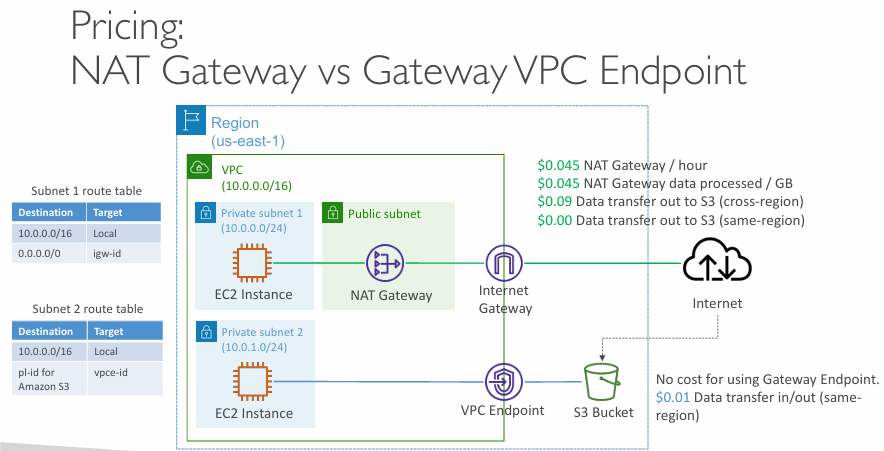 Pricing:
NAT Gateway vs Gateway VPC Endpoint
Region
(us-east-1)
VPC
(10.0.0.0/16)
$0.045 NAT Gateway / hour
$0.045 NAT Gateway data processed / GB
$0.09 Data transfer out to S3 (cross-region)
$0.00 Data transfer out to S3 (same-region)
Subnet 1 route table
Destination Target
10.0.0.0/16 Local
0.0.0.0/0 igw-id
Private subnet 1
(10.0.0.0/24)
EC2 Instance
Public subnet
NAT Gateway
Internet
Gateway
Internet
Subnet 2 route table
Destination Target
10.0.0.0/16 Local
pl-id for vpce-id
Amazon S3
Private subnet 2
(10.0.1.0/24)
EC2 Instance
VPC Endpoint
S3 Bucket
No cost for using Gateway Endpoint.
$0.01 Data transfer in/out (same-
region)